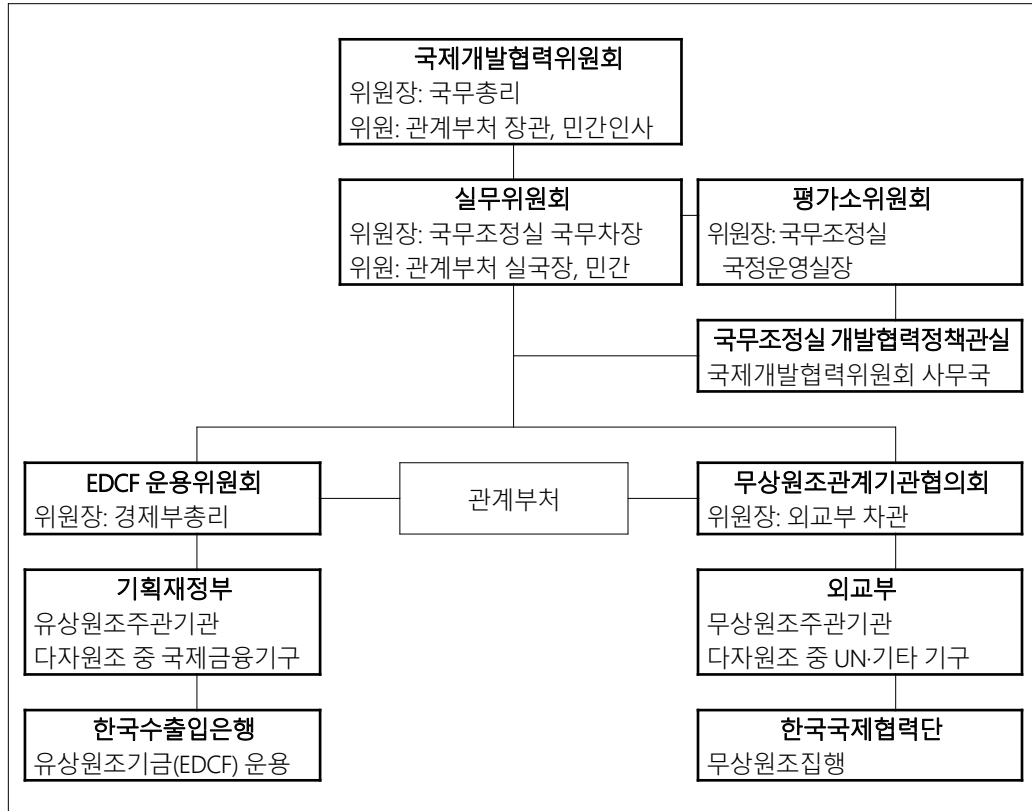 국제개발협력위원회
위원장: 국무총리
위원: 관계부처 장관, 민간인사
실무위원회
위원장: 국무조정실 국무차장
위원: 관계부처 실국장, 민간
평가소위원회
위원장: 국무조정실
국정운영실장
국무조정실 개발협력정책관실
국제개발협력위원회 사무국
EDCF 운용위원회
위원장: 경제부총리
관계부처
무상원조관계기관협의회
위원장: 외교부 차관
기획재정부
유상원조주관기관
다자원조 중 국제금융기구
외교부
무상원조주관기관
다자원조 중 UN·기타 기구
한국수출입은행
유상원조기금(EDCF) 운용
한국국제협력단
무상원조집행